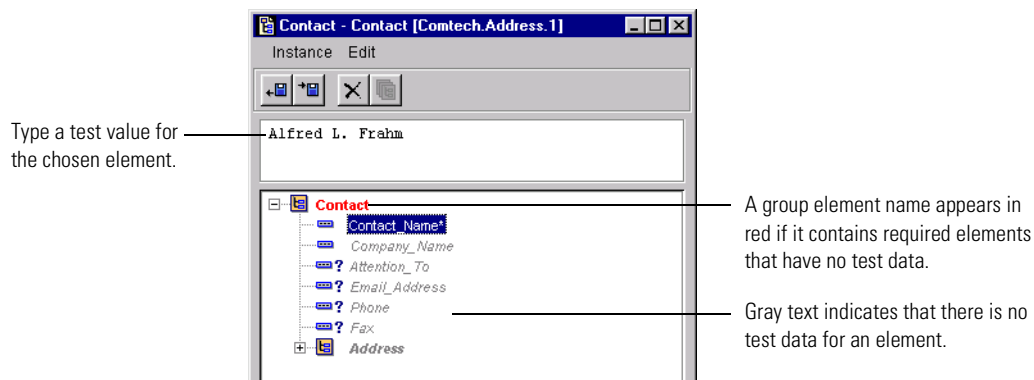 Contact - Contact [Comtech.Address.1]
Instance Edit
Type a test value for
the chosen element.
Alfred L. Frahm
Contact
Contact_Name*
Company_Name
? Attention_To
? Email_Address
? Phone
? Fax
Address
A group element name appears in
red if it contains required elements
that have no test data.
Gray text indicates that there is no
test data for an element.